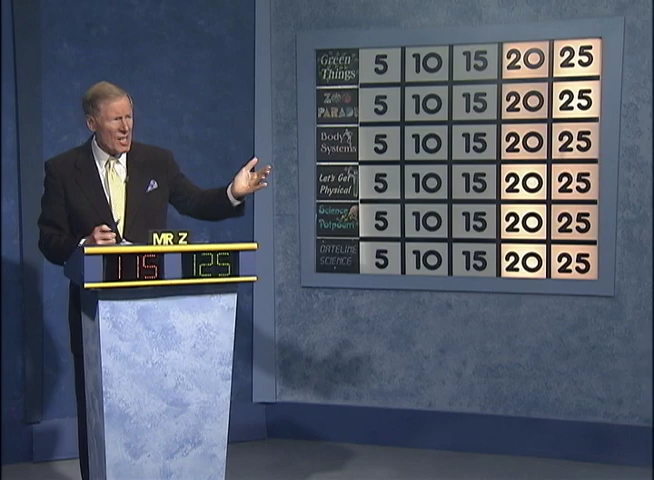 Green Things 5 10 15 20 25
ZOO PARADE 5 10 15 20 25
Body Systems 5 10 15 20 25
Let's Get Physical 5 10 15 20 25
Science Potpourri 5 10 15 20 25
DATELINE SCIENCE 5 10 15 20 25
MR Z
115 125